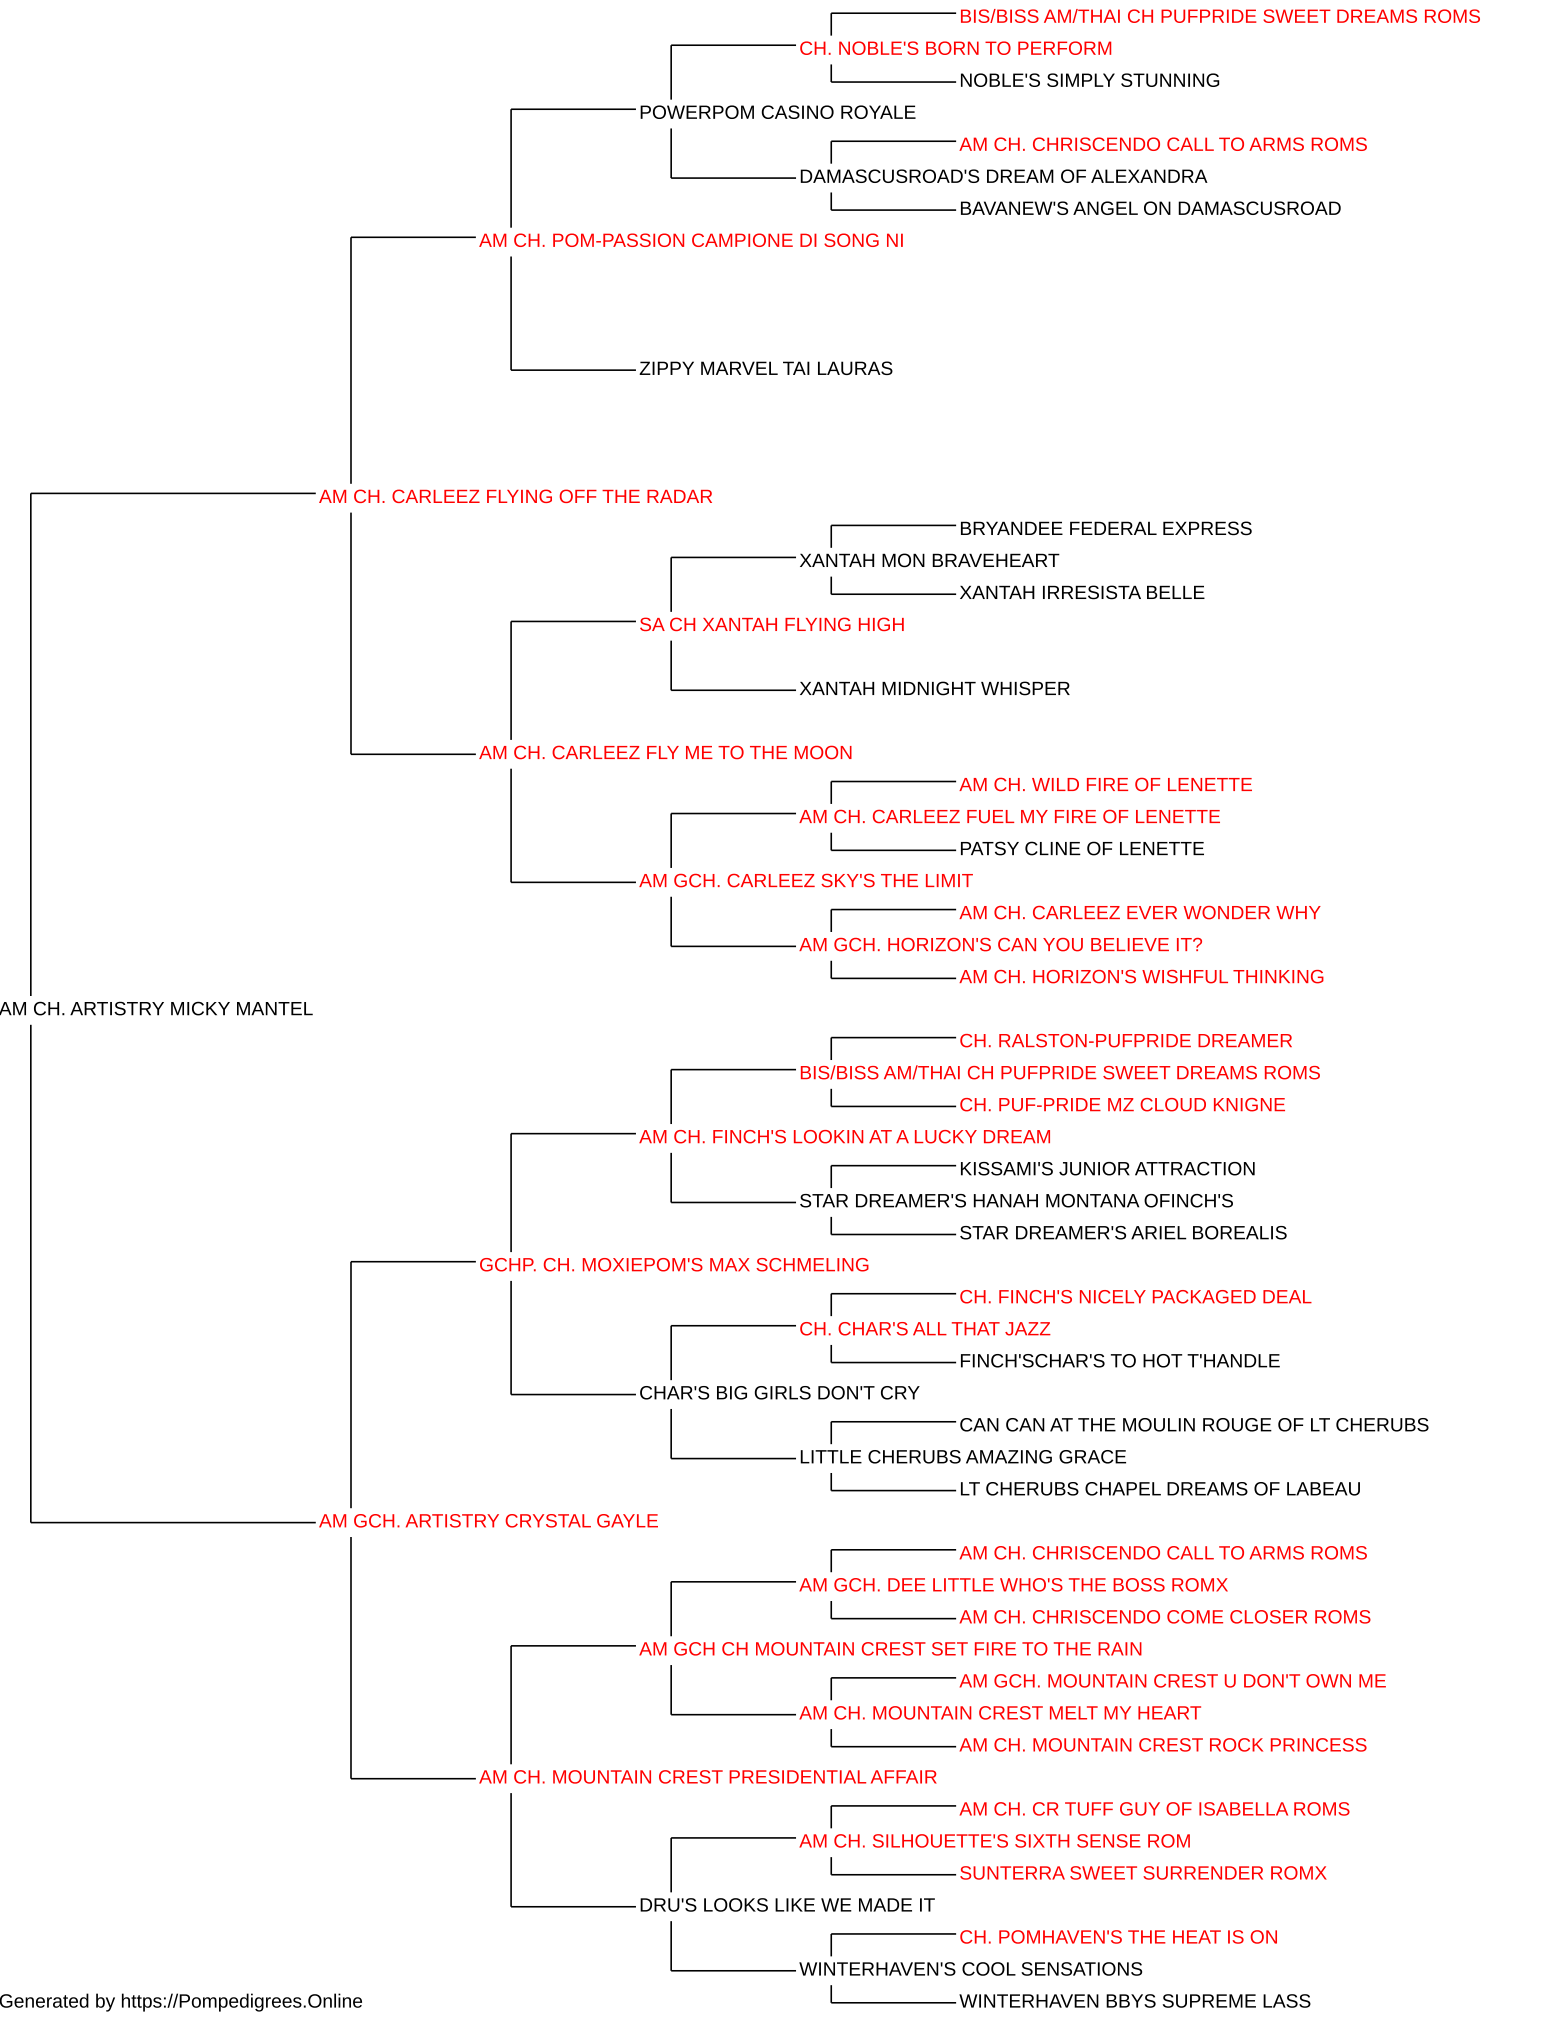 BIS/BISS AM/THAI CH PUFPRIDE SWEET DREAMS ROMS
CH. NOBLE'S BORN TO PERFORM
NOBLE'S SIMPLY STUNNING
POWERPOM CASINO ROYALE
AM CH. CHRISCENDO CALL TO ARMS ROMS
DAMASCUSROAD'S DREAM OF ALEXANDRA
BAVANEW'S ANGEL ON DAMASCUSROAD
AM CH. POM-PASSION CAMPIONE DI SONG NI
ZIPPY MARVEL TAI LAURAS
AM CH. CARLEEZ FLYING OFF THE RADAR
BRYANDEE FEDERAL EXPRESS
XANTAH MON BRAVEHEART
XANTAH IRRESISTA BELLE
SA CH XANTAH FLYING HIGH
XANTAH MIDNIGHT WHISPER
AM CH. CARLEEZ FLY ME TO THE MOON
AM CH. WILD FIRE OF LENETTE
AM CH. CARLEEZ FUEL MY FIRE OF LENETTE
PATSY CLINE OF LENETTE
AM GCH. CARLEEZ SKY'S THE LIMIT
AM CH. CARLEEZ EVER WONDER WHY
AM GCH. HORIZON'S CAN YOU BELIEVE IT?
AM CH. HORIZON'S WISHFUL THINKING
AM CH. ARTISTRY MICKY MANTEL
CH. RALSTON-PUFPRIDE DREAMER
BIS/BISS AM/THAI CH PUFPRIDE SWEET DREAMS ROMS
CH. PUF-PRIDE MZ CLOUD KNIGNE
AM CH. FINCH'S LOOKIN AT A LUCKY DREAM
KISSAMI'S JUNIOR ATTRACTION
STAR DREAMER'S HANAH MONTANA OFINCH'S
STAR DREAMER'S ARIEL BOREALIS
GCHP. CH. MOXIEPOM'S MAX SCHMELING
CH. FINCH'S NICELY PACKAGED DEAL
CH. CHAR'S ALL THAT JAZZ
FINCH'SCHAR'S TO HOT T'HANDLE
CHAR'S BIG GIRLS DON'T CRY
CAN CAN AT THE MOULIN ROUGE OF LT CHERUBS
LITTLE CHERUBS AMAZING GRACE
LT CHERUBS CHAPEL DREAMS OF LABEAU
AM GCH. ARTISTRY CRYSTAL GAYLE
AM CH. CHRISCENDO CALL TO ARMS ROMS
AM GCH. DEE LITTLE WHO'S THE BOSS ROMX
AM CH. CHRISCENDO COME CLOSER ROMS
AM GCH CH MOUNTAIN CREST SET FIRE TO THE RAIN
AM GCH. MOUNTAIN CREST U DON'T OWN ME
AM CH. MOUNTAIN CREST MELT MY HEART
AM CH. MOUNTAIN CREST ROCK PRINCESS
AM CH. MOUNTAIN CREST PRESIDENTIAL AFFAIR
AM CH. CR TUFF GUY OF ISABELLA ROMS
AM CH. SILHOUETTE'S SIXTH SENSE ROM
SUNTERRA SWEET SURRENDER ROMX
DRU'S LOOKS LIKE WE MADE IT
CH. POMHAVEN'S THE HEAT IS ON
WINTERHAVEN'S COOL SENSATIONS
WINTERHAVEN BBYS SUPREME LASS
Generated by https://Pompedigrees.Online